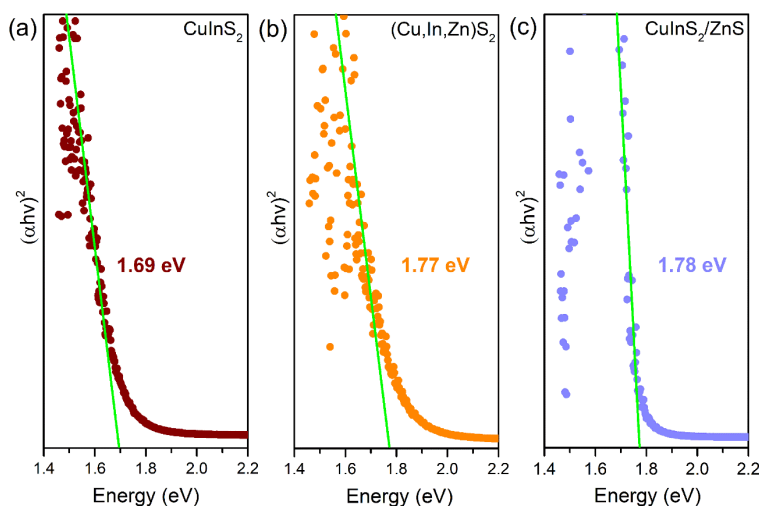 (a) CuInS₂
(αhν)²
1.69 eV
1.4 1.6 1.8 2.0 2.2
Energy (eV)
(b) (Cu,In,Zn)S₂
(αhν)²
1.77 eV
1.4 1.6 1.8 2.0 2.2
Energy (eV)
(c) CuInS₂/ZnS
(αhν)²
1.78 eV
1.4 1.6 1.8 2.0 2.2
Energy (eV)